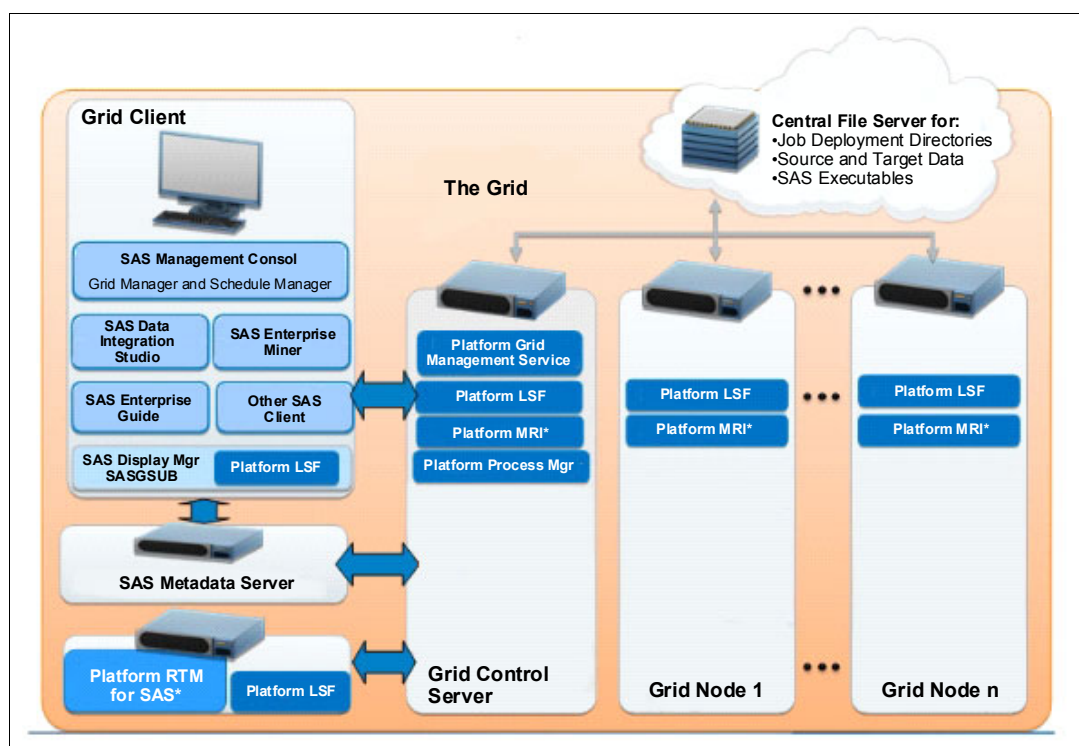 Grid Client
SAS Management Consol
Grid Manager and Schedule Manager
SAS Data
Integration
Studio
SAS Enterprise
Miner
SAS Enterprise
Guide
Other SAS
Client
SAS Display Mgr
SASGSUB
Platform LSF
SAS Metadata Server
Platform RTM
for SAS*
Platform LSF
The Grid
Central File Server for:
•Job Deployment Directories
•Source and Target Data
•SAS Executables
Platform Grid
Management Service
Platform LSF
Platform MRI*
Platform Process Mgr
Grid Control
Server
Platform LSF
Platform MRI*
Grid Node 1
Platform LSF
Platform MRI*
Grid Node n